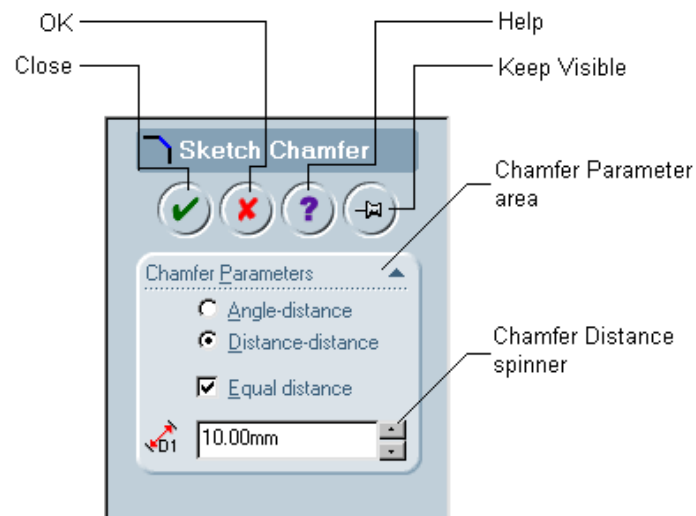 OK
Close
Help
Keep Visible
Sketch Chamfer
?
Chamfer Parameter
area
Chamfer Parameters
Angle-distance
Distance-distance
Equal distance
Chamfer Distance
spinner
D1
10.00mm